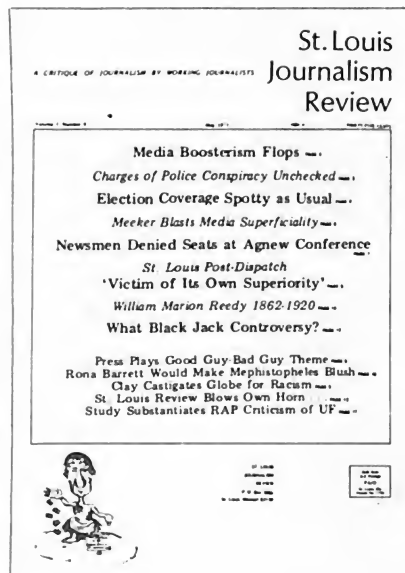 St. Louis
Journalism
Review
A CRITIQUE OF JOURNALISM BY WORKING JOURNALISTS
Media Boosterism Flops
Charges of Police Conspiracy Unchecked
Election Coverage Spotty as Usual
Meeker Blasts Media Superficiality
Newsmen Denied Seats at Agnew Conference
St. Louis Post-Dispatch
'Victim of Its Own Superiority'
William Marion Reedy 1862-1920
What Black Jack Controversy?
Press Plays Good Guy-Bad Guy Theme
Rona Barrett Would Make Mephistopheles Blush
Clay Castigates Globe for Racism
St. Louis Review Blows Own Horn
Study Substantiates RAP Criticism of UF
ST. LOUIS
JOURNALISM
REVIEW